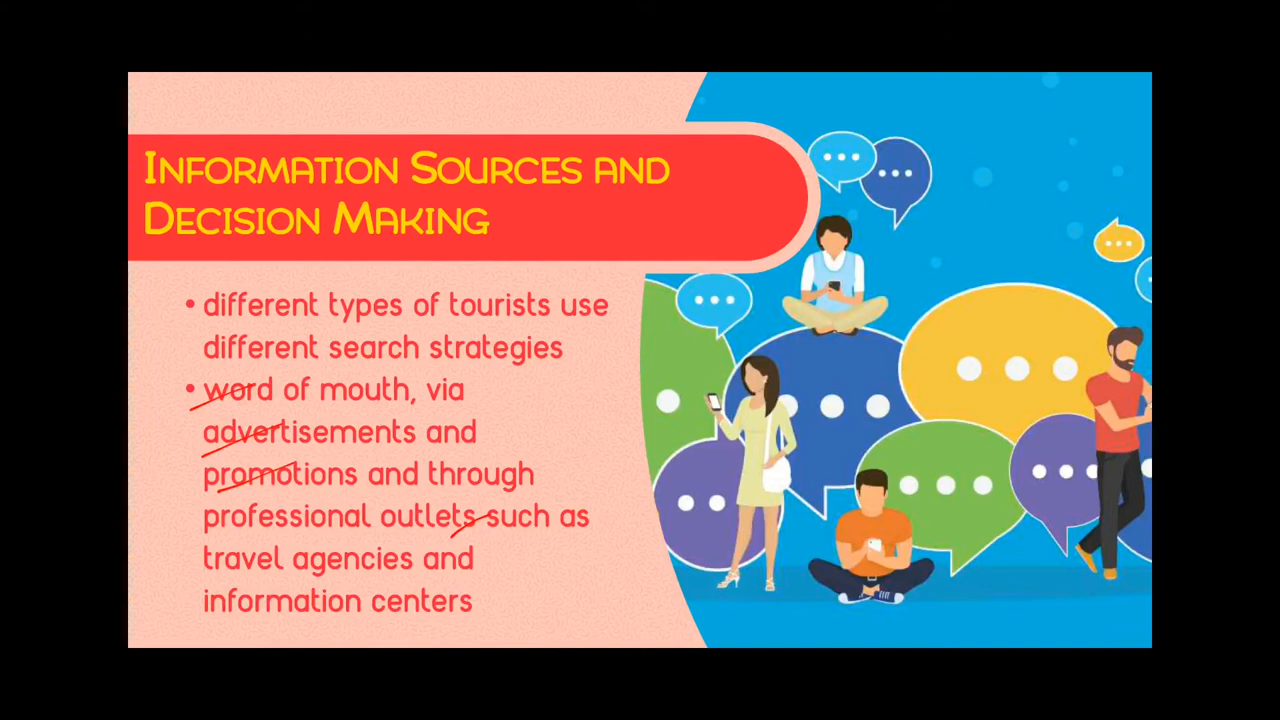 INFORMATION SOURCES AND
DECISION MAKING
• different types of tourists use
different search strategies
• word of mouth, via
advertisements and
promotions and through
professional outlets such as
travel agencies and
information centers